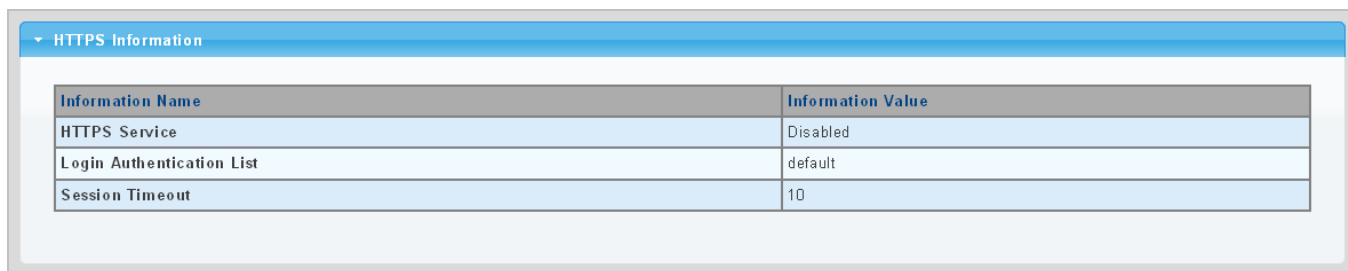 HTTPS Information
Information Name Information Value
HTTPS Service Disabled
Login Authentication List default
Session Timeout 10